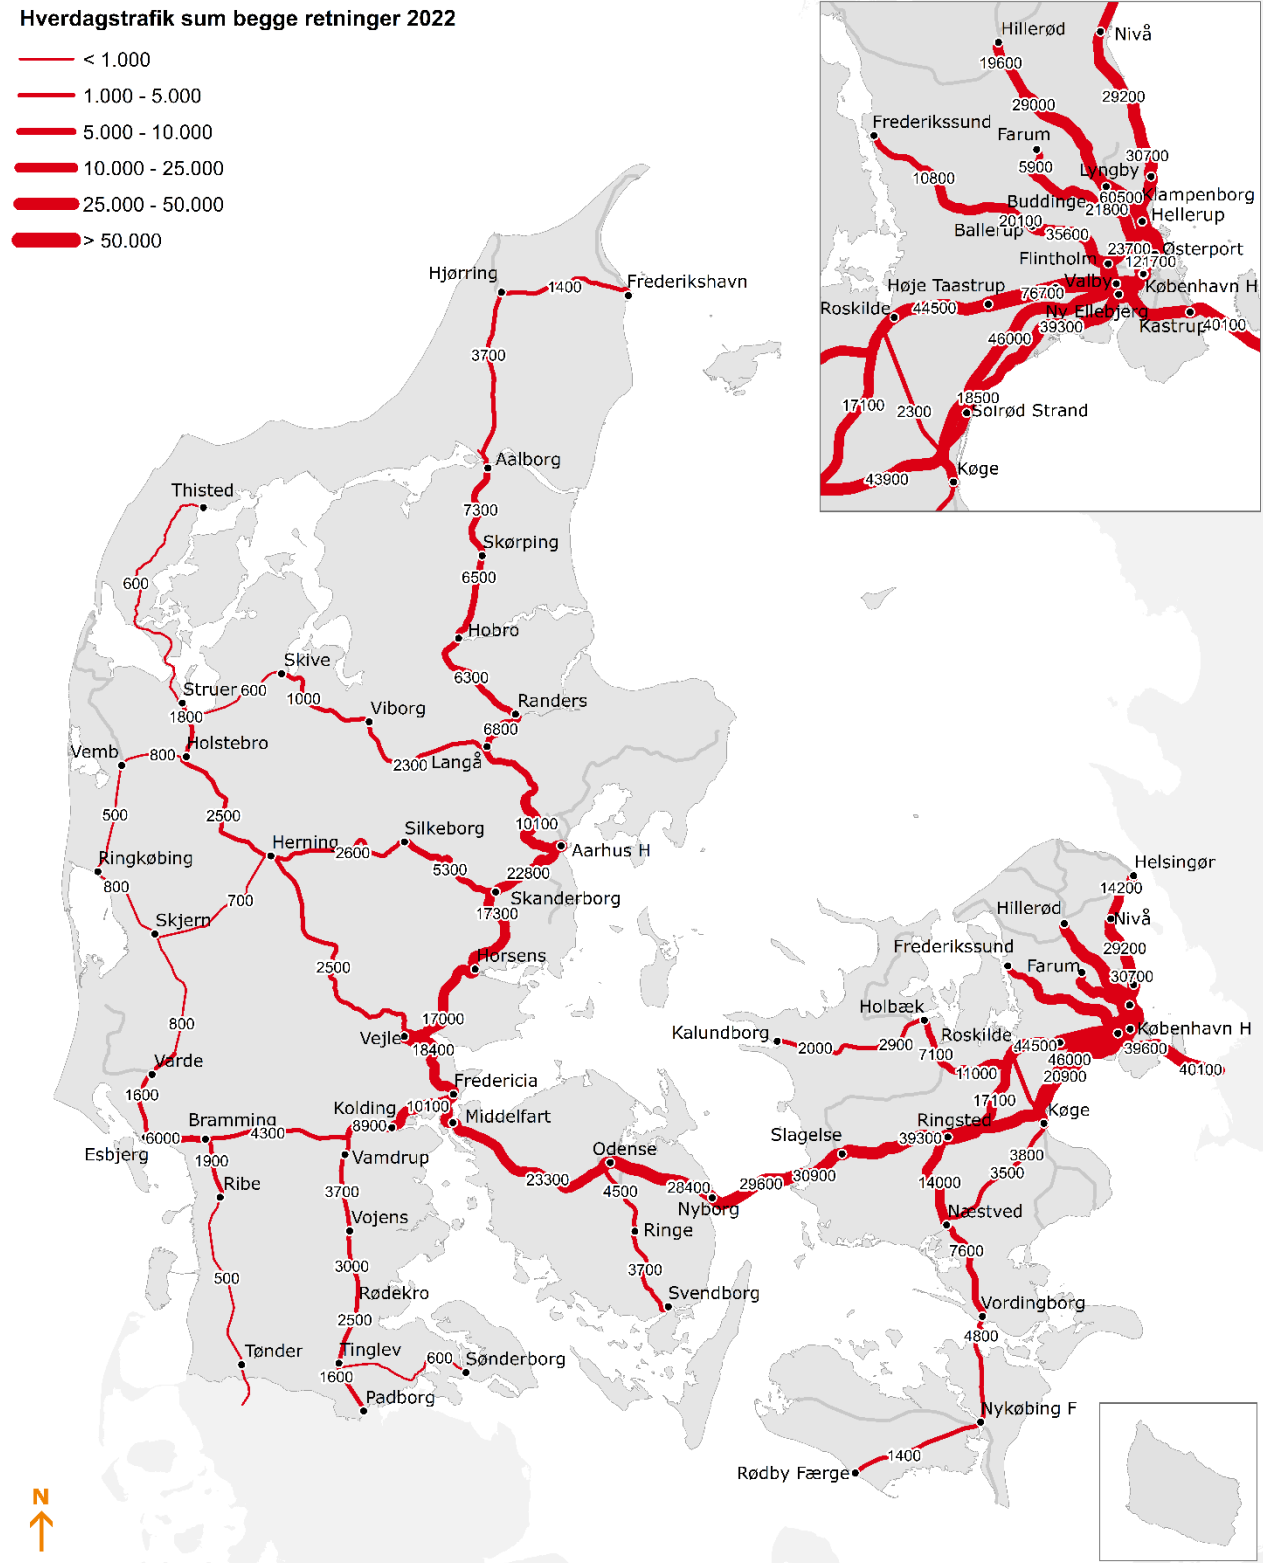 Hverdagstrafik sum begge retninger 2022
< 1.000
1.000 - 5.000
5.000 - 10.000
10.000 - 25.000
25.000 - 50.000
> 50.000
Hillerød
Nivå
19600
29200
29000
Frederikssund
Farum
30700
5900
Lyngby
10800
60500
Klampenborg
Buddinge
21800
Hellerup
20100
Ballerup
35600
23700
Østerport
Flintholm
121700
Høje Taastrup
76700
Valby
København H
Roskilde
44500
Ny Ellebjerg
39300
Kastrup
40100
46000
18500
17100
2300
Solrød Strand
Køge
43900
Hjørring
1400
Frederikshavn
3700
Aalborg
Thisted
7300
Skørping
600
6500
Hobro
Skive
6300
Struer
600
1000
Randers
1800
Viborg
6800
Holstebro
Vemb
800
2300
Langå
500
2500
10100
Silkeborg
Herning
2600
Aarhus H
Ringkøbing
5300
22800
800
700
Skanderborg
17300
Skjern
Horsens
2500
17000
800
Vejle
18400
Varde
Fredericia
1600
Kolding
10100
Bramming
8900
Middelfart
6000
4300
Esbjerg
1900
Vamdrup
Odense
Ribe
3700
23300
4500
28400
Nyborg
29600
30900
Vojens
Ringe
500
3000
3700
Rødekro
Svendborg
2500
Tønder
Tinglev
600
Sønderborg
1600
Padborg
Helsingør
14200
Hillerød
Nivå
Frederikssund
29200
Farum
30700
Holbæk
Kalundborg
Roskilde
København H
2000
2900
7100
44500
46000
39600
11000
20900
40100
17100
Køge
Slagelse
39300
Ringsted
3800
3500
14000
Næstved
7600
Vordingborg
4800
Nykøbing F
1400
Rødby Færge
N